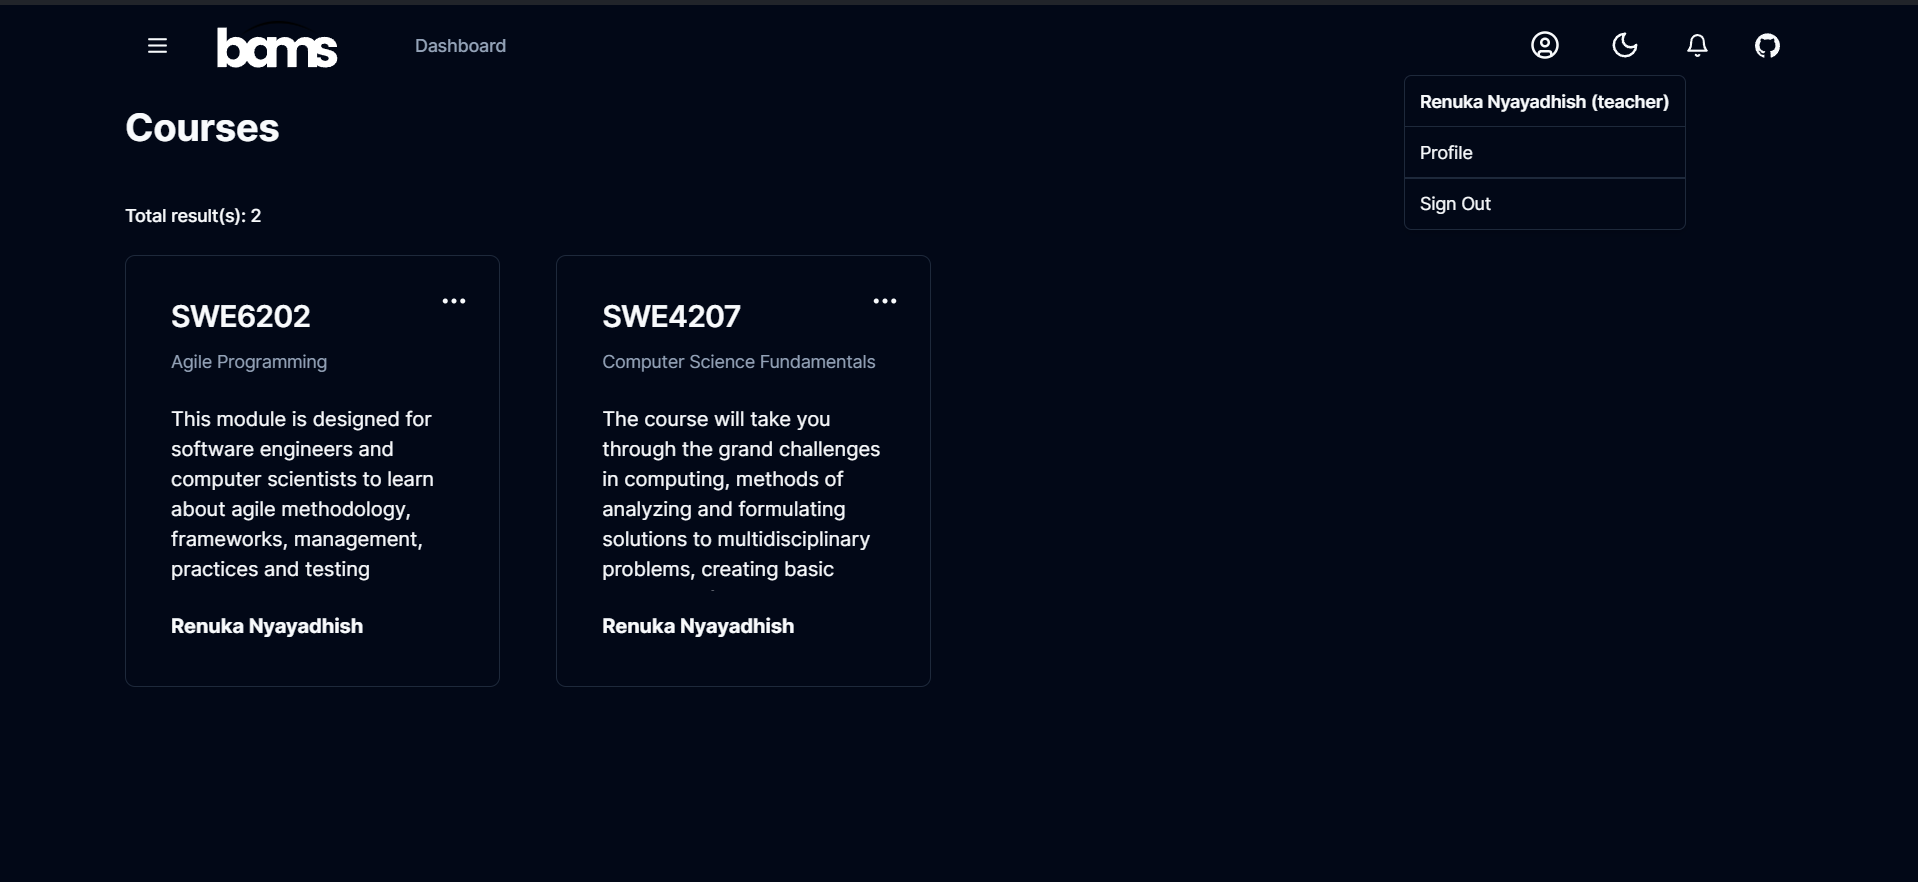 bams
Dashboard
Renuka Nyayadhish (teacher)
Profile
Sign Out
Courses
Total result(s): 2
SWE6202
Agile Programming
This module is designed for
software engineers and
computer scientists to learn
about agile methodology,
frameworks, management,
practices and testing
Renuka Nyayadhish
SWE4207
Computer Science Fundamentals
The course will take you
through the grand challenges
in computing, methods of
analyzing and formulating
solutions to multidisciplinary
problems, creating basic
Renuka Nyayadhish